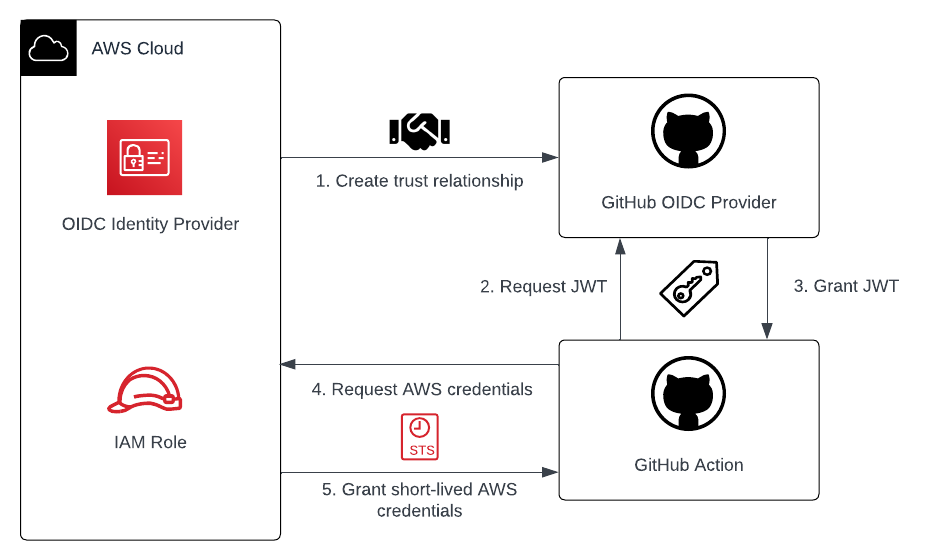 AWS Cloud
OIDC Identity Provider
1. Create trust relationship
GitHub OIDC Provider
2. Request JWT
3. Grant JWT
4. Request AWS credentials
IAM Role
STS
GitHub Action
5. Grant short-lived AWS
credentials